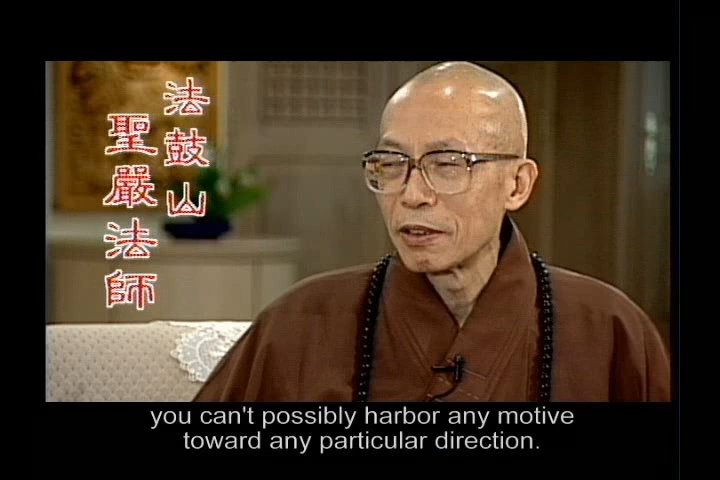 法鼓山
聖嚴法師
you can't possibly harbor any motive
toward any particular direction.